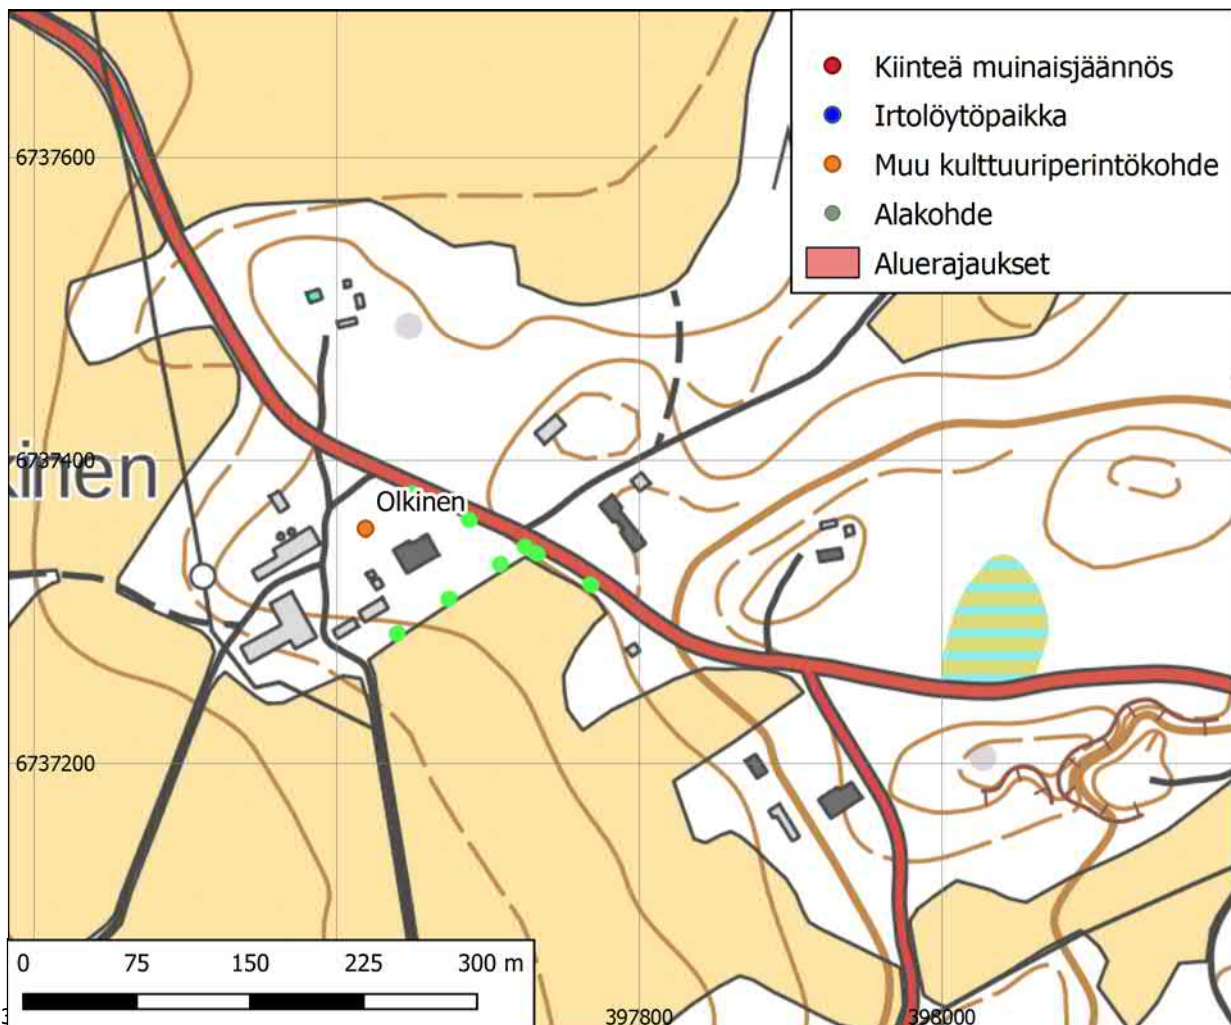 Kiinteä muinaisjäännös
Irtolöytöpaikka
Muu kulttuuriperintökohde
Alakohde
Aluerajaukset
6737600
6737400
kinen
Olkinen
6737200
0 75 150 225 300 m
397800
398000